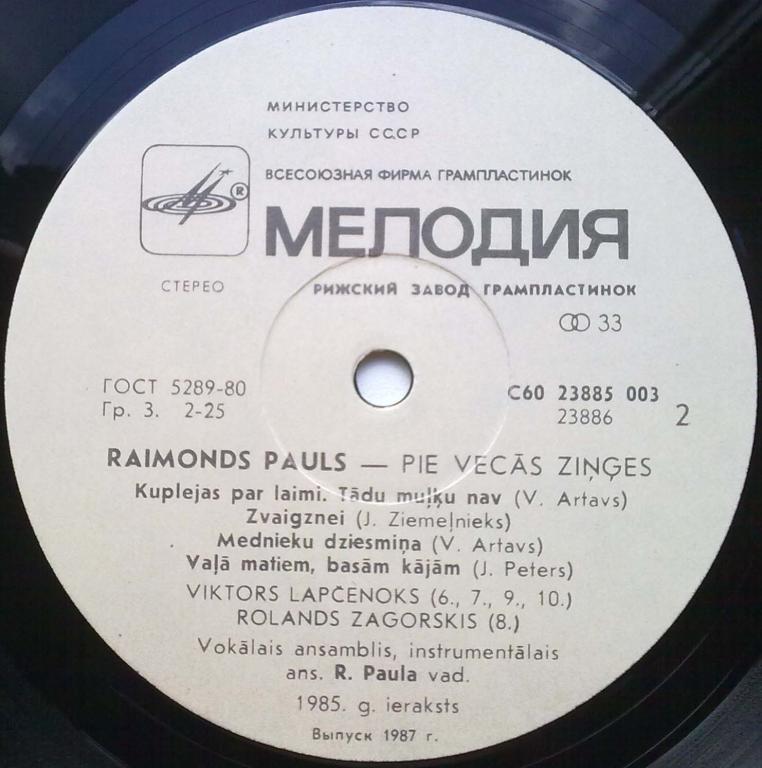 МИНИСТЕРСТВО
КУЛЬТУРЫ СССР
ВСЕСОЮЗНАЯ ФИРМА ГРАМПЛАСТИНОК
®
МЕЛОДИЯ
СТЕРЕО
РИЖСКИЙ ЗАВОД ГРАМПЛАСТИНОК
33
ГОСТ 5289-80
Гр. 3. 2-25
С60 23885 003
23886
2
RAIMONDS PAULS — PIE VECĀS ZIŅĢES
Kuplejas par laimi. Tādu muļķu nav (V. Artavs)
Zvaigznei (J. Ziemeļnieks)
Mednieku dziesmiņa (V. Artavs)
Vaļā matiem, basām kājām (J. Peters)
VIKTORS LAPČENOKS (6., 7., 9., 10.)
ROLANDS ZAGORSKIS (8.)
Vokālais ansamblis, instrumentālais
ans. R. Paula vad.
1985. g. ieraksts
Выпуск 1987 г.